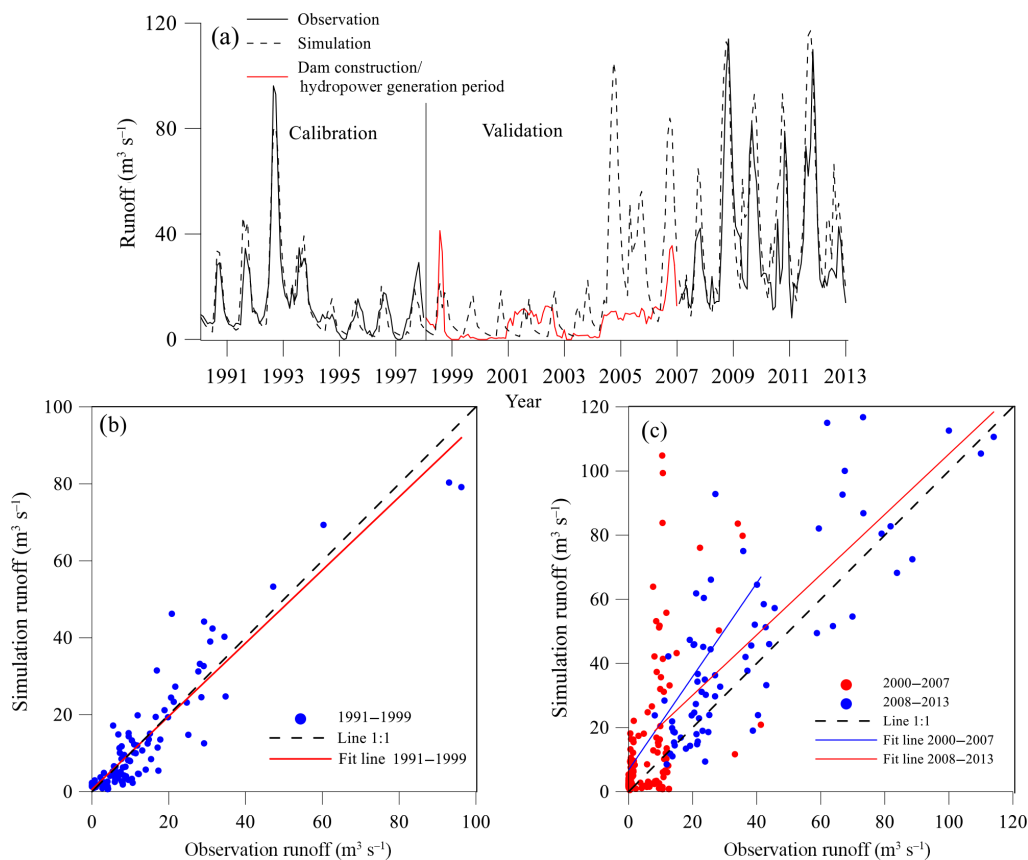 120
(a)
Observation
Simulation
Dam construction/
hydropower generation period
80
Calibration
Validation
Runoff (m³ s⁻¹)
40
0
1991 1993 1995 1997 1999 2001 2003 2005 2007 2009 2011 2013
Year
100
(b)
80
60
Simulation runoff (m³ s⁻¹)
40
20
0
1991–1999
Line 1:1
Fit line 1991–1999
0 20 40 60 80 100
Observation runoff (m³ s⁻¹)
120
(c)
100
80
Simulation runoff (m³ s⁻¹)
60
40
20
0
2000–2007
2008–2013
Line 1:1
Fit line 2000–2007
Fit line 2008–2013
0 20 40 60 80 100 120
Observation runoff (m³ s⁻¹)